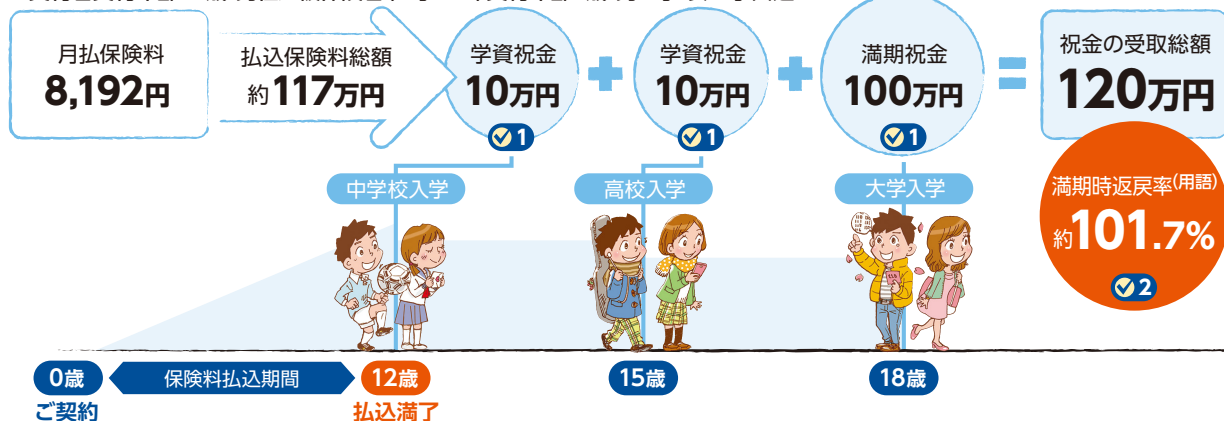 月払保険料
8,192円
払込保険料総額
約117万円
学資祝金
10万円
1
+
学資祝金
10万円
1
+
満期祝金
100万円
1
=
祝金の受取総額
120万円
満期時返戻率(用語)
約101.7%
2
中学校入学
高校入学
大学入学
0歳
保険料払込期間
12歳
15歳
18歳
ご契約
払込満了